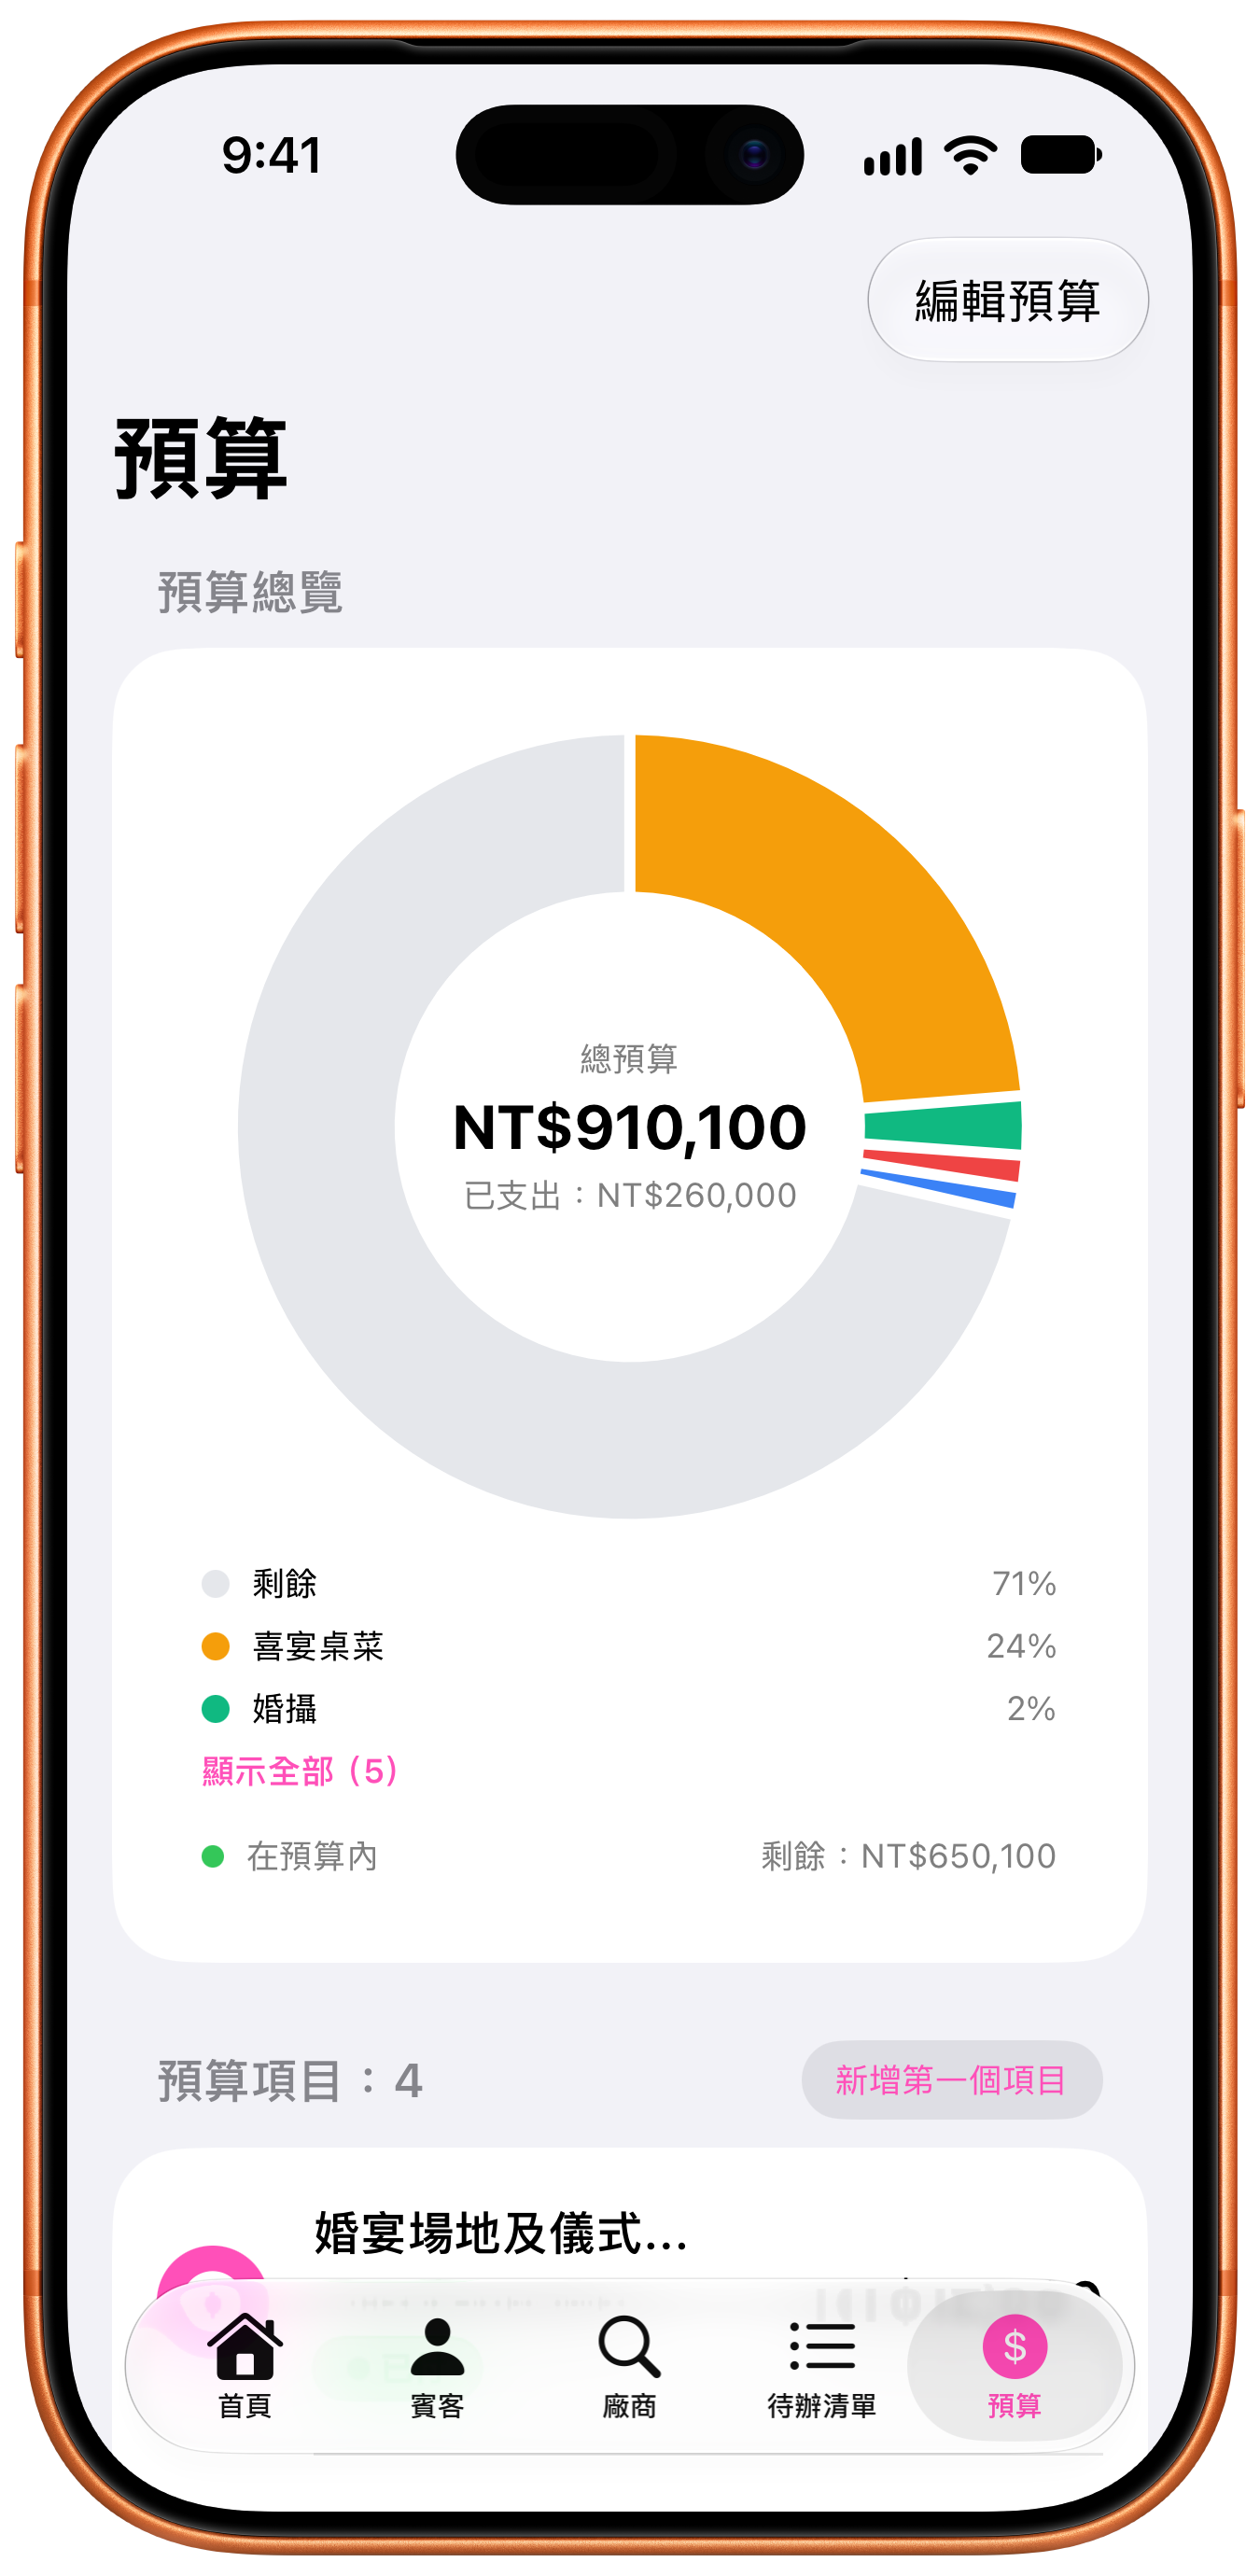 9:41
編輯預算
預算
預算總覽
總預算
NT$910,100
已支出：NT$260,000
剩餘 71%
喜宴桌菜 24%
婚攝 2%
顯示全部 (5)
在預算內 剩餘：NT$650,100
預算項目：4 新增第一個項目
婚宴場地及儀式...
首頁 賓客 廠商 待辦清單 預算